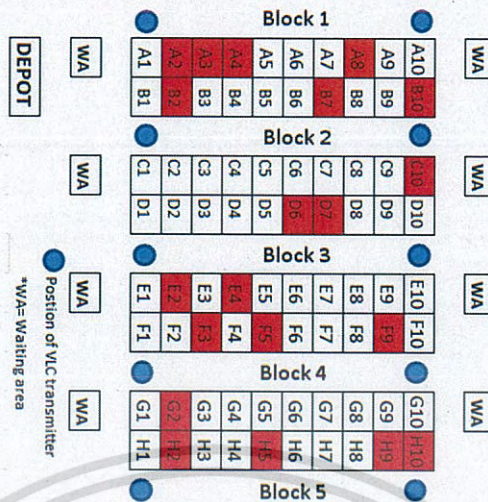 Block 1
WA
A1 A2 A3 A4 A5 A6 A7 A8 A9 A10
WA
B1 B2 B3 B4 B5 B6 B7 B8 B9 B10
DEPOT
Block 2
WA
C1 C2 C3 C4 C5 C6 C7 C8 C9 C10
WA
D1 D2 D3 D4 D5 D6 D7 D8 D9 D10
Block 3
WA
E1 E2 E3 E4 E5 E6 E7 E8 E9 E10
WA
F1 F2 F3 F4 F5 F6 F7 F8 F9 F10
Block 4
WA
G1 G2 G3 G4 G5 G6 G7 G8 G9 G10
WA
H1 H2 H3 H4 H5 H6 H7 H8 H9 H10
Block 5
Postion of VLC transmitter
*WA= Waiting area